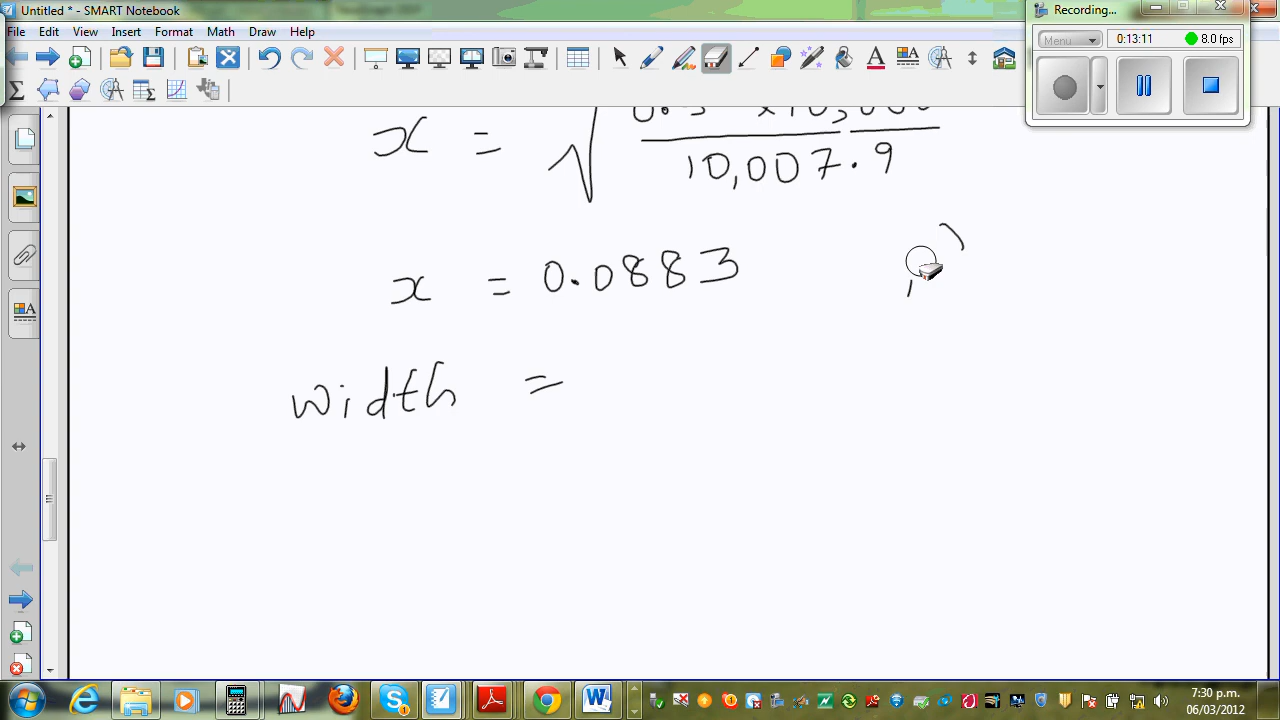 Untitled * - SMART Notebook
Recording...
File Edit View Insert Format Math Draw Help
Menu
0:13:11
8.0 fps
x = √
10,007.9
x = 0.0883
width =
7:30 p.m.
06/03/2012